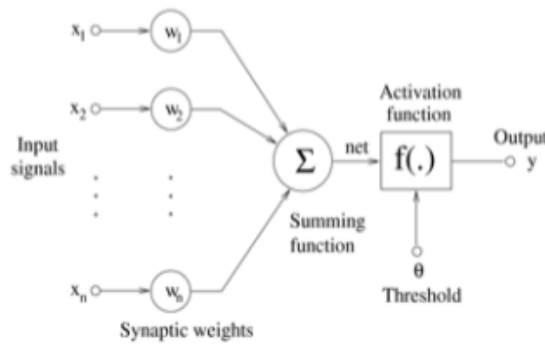 x1
w1
x2
w2
Input
signals
xn
wn
Synaptic weights
Σ
Summing
function
net
Activation
function
f(.)
θ
Threshold
Output
y